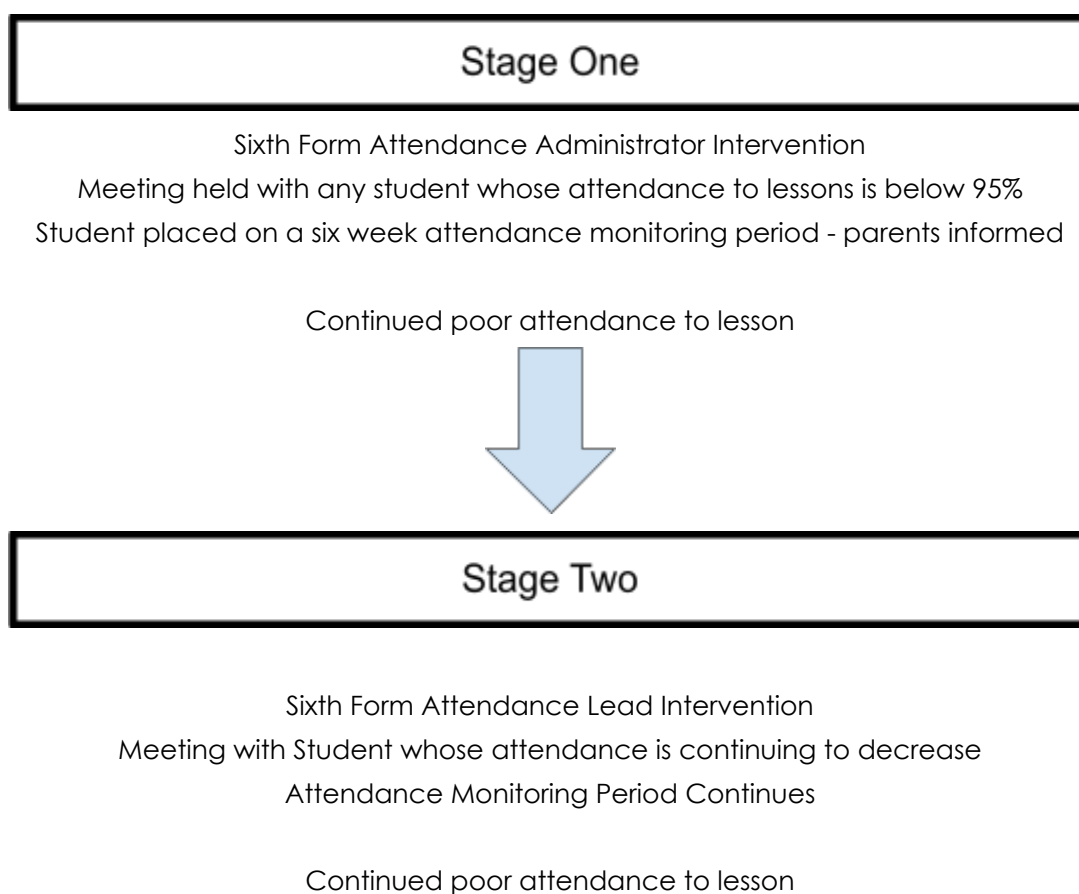 Stage One
Sixth Form Attendance Administrator Intervention
Meeting held with any student whose attendance to lessons is below 95%
Student placed on a six week attendance monitoring period - parents informed
Continued poor attendance to lesson
Stage Two
Sixth Form Attendance Lead Intervention
Meeting with Student whose attendance is continuing to decrease
Attendance Monitoring Period Continues
Continued poor attendance to lesson